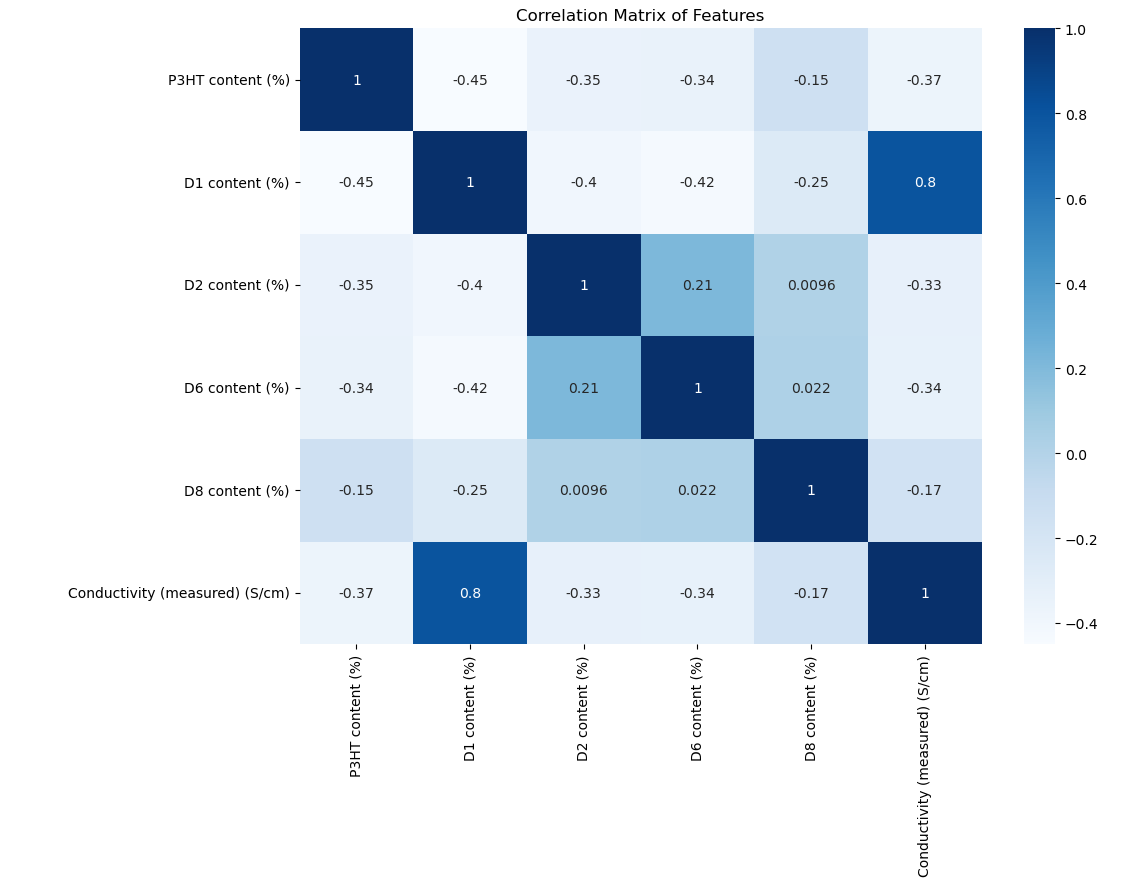 Correlation Matrix of Features
P3HT content (%) 1 -0.45 -0.35 -0.34 -0.15 -0.37
D1 content (%) -0.45 1 -0.4 -0.42 -0.25 0.8
D2 content (%) -0.35 -0.4 1 0.21 0.0096 -0.33
D6 content (%) -0.34 -0.42 0.21 1 0.022 -0.34
D8 content (%) -0.15 -0.25 0.0096 0.022 1 -0.17
Conductivity (measured) (S/cm) -0.37 0.8 -0.33 -0.34 -0.17 1
P3HT content (%)
D1 content (%)
D2 content (%)
D6 content (%)
D8 content (%)
Conductivity (measured) (S/cm)
1.0
0.8
0.6
0.4
0.2
0.0
−0.2
−0.4